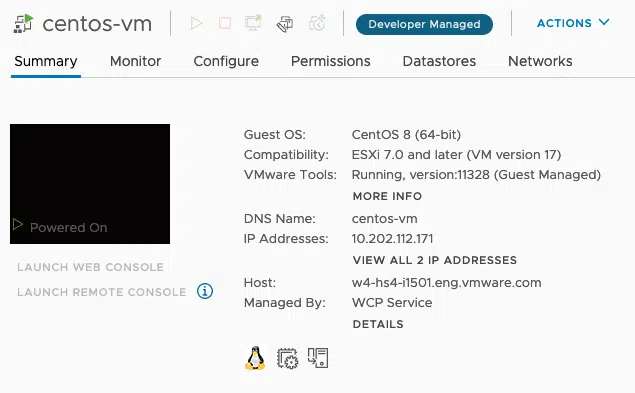 centos-vm
Developer Managed
ACTIONS
Summary Monitor Configure Permissions Datastores Networks
Powered On
LAUNCH WEB CONSOLE
LAUNCH REMOTE CONSOLE
Guest OS: CentOS 8 (64-bit)
Compatibility: ESXi 7.0 and later (VM version 17)
VMware Tools: Running, version:11328 (Guest Managed)
MORE INFO
DNS Name: centos-vm
IP Addresses: 10.202.112.171
VIEW ALL 2 IP ADDRESSES
Host: w4-hs4-i1501.eng.vmware.com
Managed By: WCP Service
DETAILS